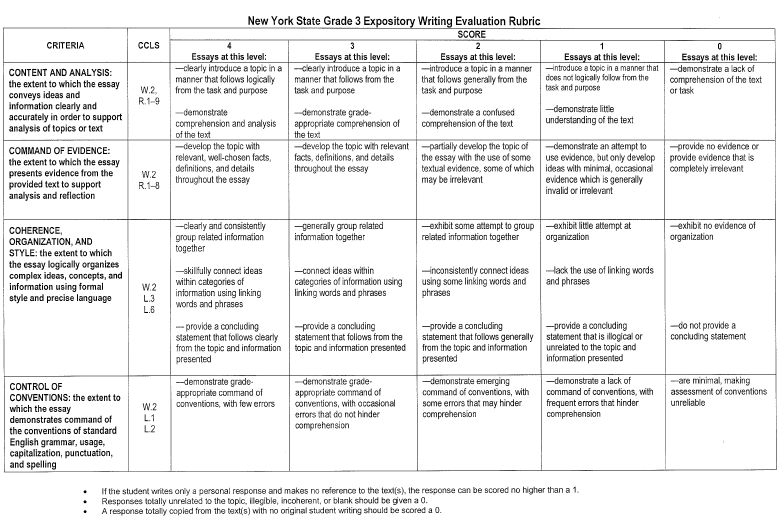 New York State Grade 3 Expository Writing Evaluation Rubric
CRITERIA
CCLS
SCORE
4
Essays at this level:
3
Essays at this level:
2
Essays at this level:
1
Essays at this level:
0
Essays at this level:
CONTENT AND ANALYSIS:
the extent to which the essay
conveys ideas and
information clearly and
accurately in order to support
analysis of topics or text
W.2,
R.1–9
—clearly introduce a topic in a
manner that follows logically
from the task and purpose
—demonstrate
comprehension and analysis
of the text
—clearly introduce a topic in a
manner that follows from the
task and purpose
—demonstrate grade-
appropriate comprehension of
the text
—introduce a topic in a manner
that follows generally from the
task and purpose
—demonstrate a confused
comprehension of the text
—introduce a topic in a manner that
does not logically follow from the
task and purpose
—demonstrate little
understanding of the text
—demonstrate a lack of
comprehension of the text
or task
COMMAND OF EVIDENCE:
the extent to which the essay
presents evidence from the
provided text to support
analysis and reflection
W.2
R.1–8
—develop the topic with
relevant, well-chosen facts,
definitions, and details
throughout the essay
—develop the topic with relevant
facts, definitions, and details
throughout the essay
—partially develop the topic of
the essay with the use of some
textual evidence, some of
which may be irrelevant
—demonstrate an attempt to
use evidence, but only develop
ideas with minimal, occasional
evidence which is generally
invalid or irrelevant
—provide no evidence or
provide evidence that is
completely irrelevant
COHERENCE,
ORGANIZATION, AND
STYLE: the extent to which
the essay logically organizes
complex ideas, concepts, and
information using formal
style and precise language
W.2
L.3
L.6
—clearly and consistently
group related information
together
—skillfully connect ideas
within categories of
information using linking
words and phrases
— provide a concluding
statement that follows clearly
from the topic and information
presented
—generally group related
information together
—connect ideas within
categories of information using
linking words and phrases
—provide a concluding
statement that follows from the
topic and information presented
—exhibit some attempt to group
related information together
—inconsistently connect ideas
using some linking words and
phrases
—provide a concluding
statement that follows generally
from the topic and information
presented
—exhibit little attempt at
organization
—lack the use of linking words
and phrases
—provide a concluding
statement that is illogical or
unrelated to the topic and
information presented
—exhibit no evidence of
organization
—do not provide a
concluding statement
CONTROL OF
CONVENTIONS: the extent to
which the essay
demonstrates command of
the conventions of standard
English grammar, usage,
capitalization, punctuation,
and spelling
W.2
L.1
L.2
—demonstrate grade-
appropriate command of
conventions, with few errors
—demonstrate grade-
appropriate command of
conventions, with occasional
errors that do not hinder
comprehension
—demonstrate emerging
command of conventions, with
some errors that may hinder
comprehension
—demonstrate a lack of
command of conventions, with
frequent errors that hinder
comprehension
—are minimal, making
assessment of conventions
unreliable
• If the student writes only a personal response and makes no reference to the text(s), the response can be scored no higher than a 1.
• Responses totally unrelated to the topic, illegible, incoherent, or blank should be given a 0.
• A response totally copied from the text(s) with no original student writing should be scored a 0.